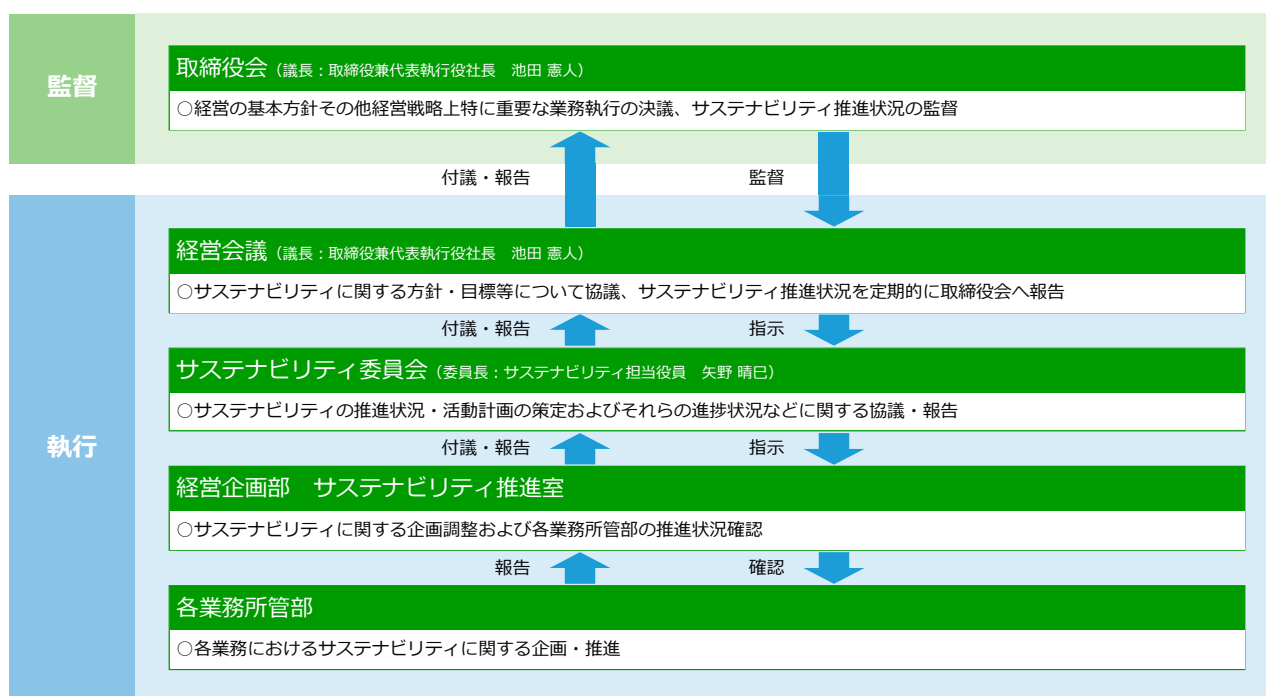 監督
取締役会（議長：取締役兼代表執行役社長　池田 憲人）
○経営の基本方針その他経営戦略上特に重要な業務執行の決議、サステナビリティ推進状況の監督
付議・報告　監督
執行
経営会議（議長：取締役兼代表執行役社長　池田 憲人）
○サステナビリティに関する方針・目標等について協議、サステナビリティ推進状況を定期的に取締役会へ報告
付議・報告　指示
サステナビリティ委員会（委員長：サステナビリティ担当役員　矢野 晴巳）
○サステナビリティの推進状況・活動計画の策定およびそれらの進捗状況などに関する協議・報告
付議・報告　指示
経営企画部　サステナビリティ推進室
○サステナビリティに関する企画調整および各業務所管部の推進状況確認
報告　確認
各業務所管部
○各業務におけるサステナビリティに関する企画・推進